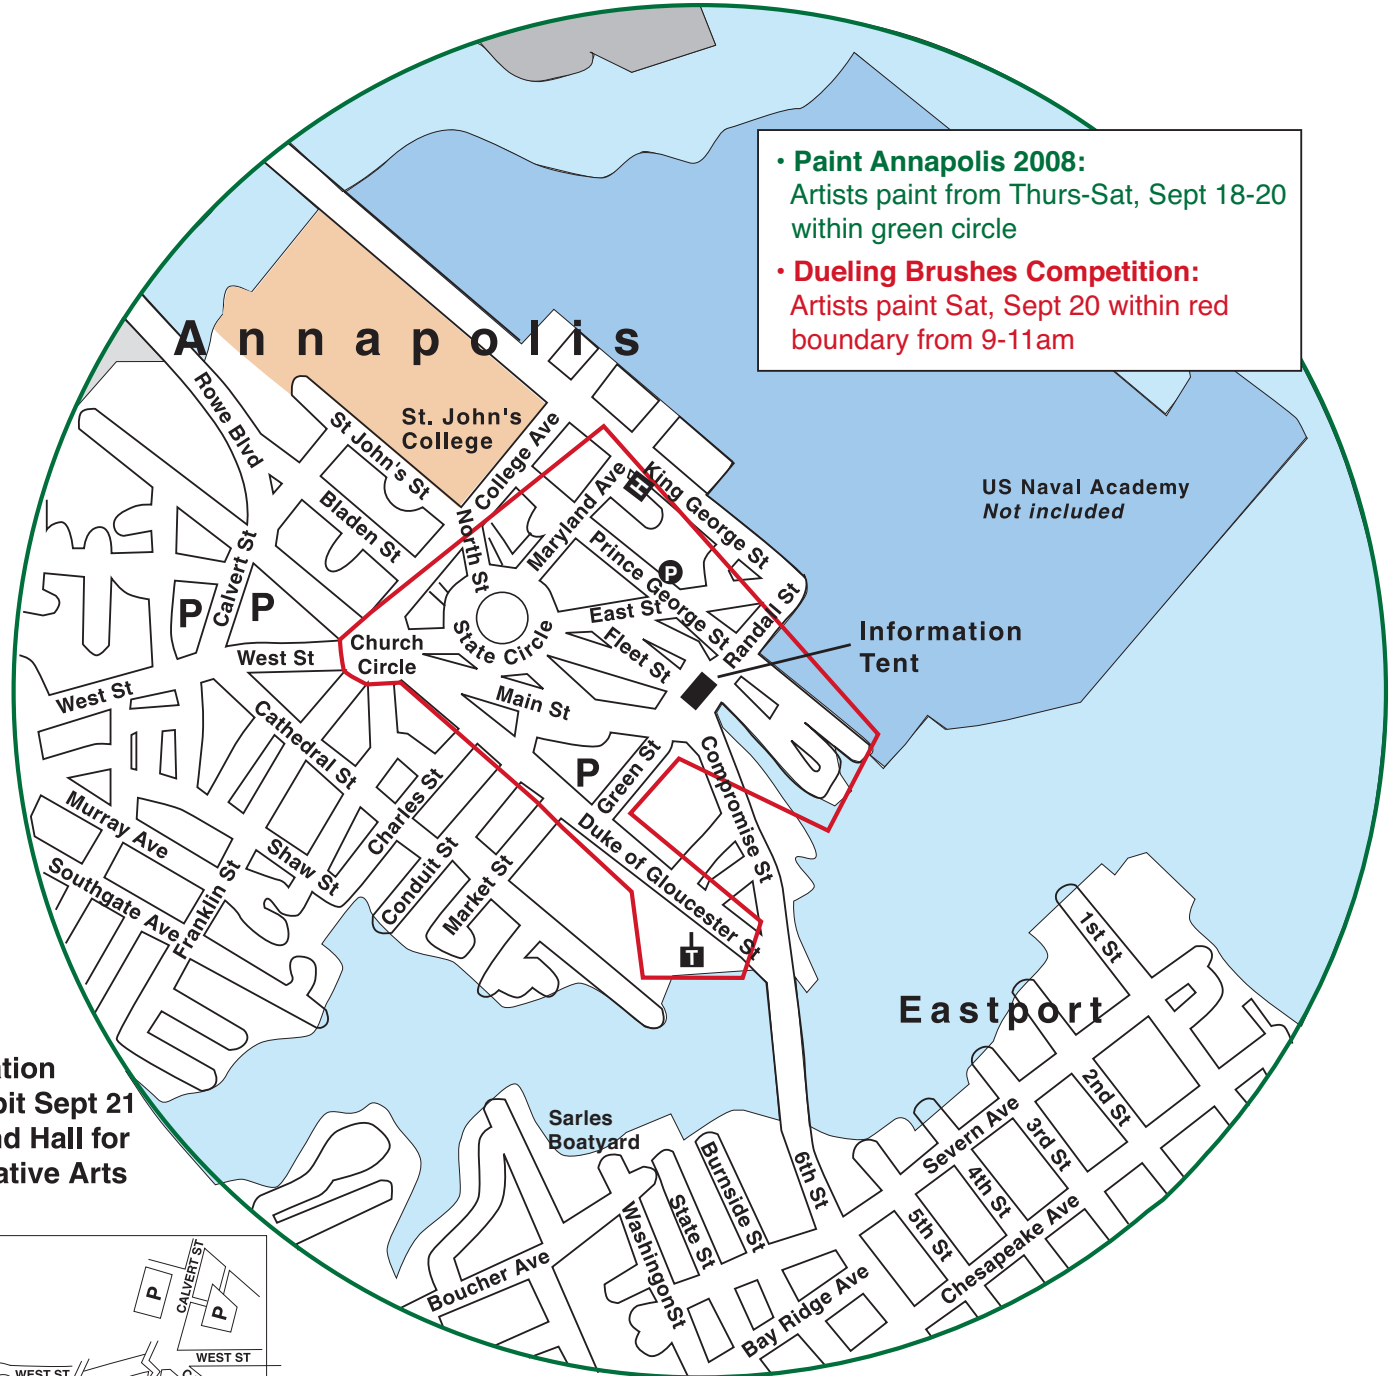 • Paint Annapolis 2008:
Artists paint from Thurs-Sat, Sept 18-20
within green circle
• Dueling Brushes Competition:
Artists paint Sat, Sept 20 within red
boundary from 9-11am
Annapolis
St. John's
College
US Naval Academy
Not included
Rowe Blvd
St John's St
College Ave
Bladen St
North St
Maryland Ave
H
King George St
Prince George St
P
Calvert St
P
P
East St
Randall St
State Circle
Fleet St
Information
Tent
Church
Circle
West St
West St
Main St
Cathedral St
P
Green St
Compromise St
Charles St
Murray Ave
Duke of Gloucester St
Shaw St
Conduit St
Market St
Southgate Ave
Franklin St
T
1st St
Eastport
ation
bit Sept 21
nd Hall for
ative Arts
2nd St
Sarles
Boatyard
Severn Ave
3rd St
Burnside St
6th St
4th St
State St
Washingon St
5th St
Chesapeake Ave
Boucher Ave
Bay Ridge Ave
P
CALVERT ST
P
WEST ST
WEST ST
C